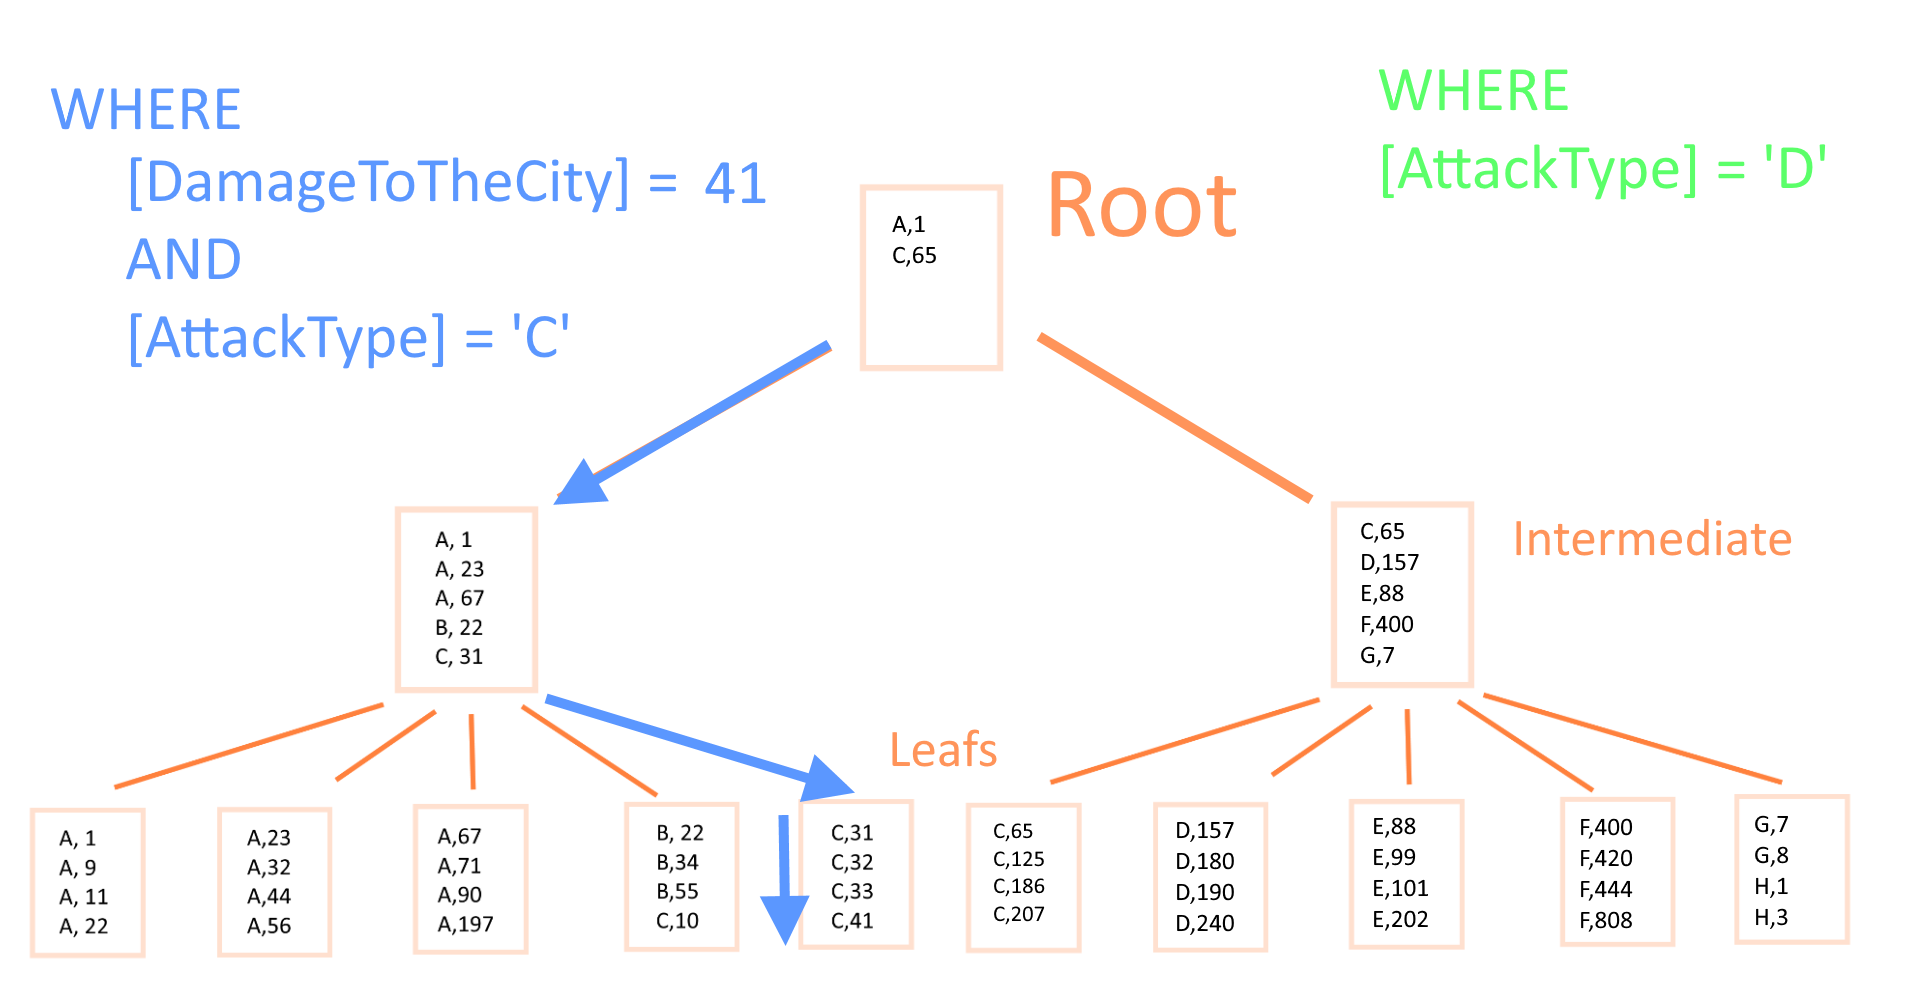 WHERE
[DamageToTheCity] = 41
AND
[AttackType] = 'C'
WHERE
[AttackType] = 'D'
Root
A,1
C,65
A, 1
A, 23
A, 67
B, 22
C, 31
C,65
D,157
E,88
F,400
G,7
Intermediate
Leafs
A, 1
A, 9
A, 11
A, 22
A,23
A,32
A,44
A,56
A,67
A,71
A,90
A,197
B, 22
B,34
B,55
C,10
C,31
C,32
C,33
C,41
C,65
C,125
C,186
C,207
D,157
D,180
D,190
D,240
E,88
E,99
E,101
E,202
F,400
F,420
F,444
F,808
G,7
G,8
H,1
H,3